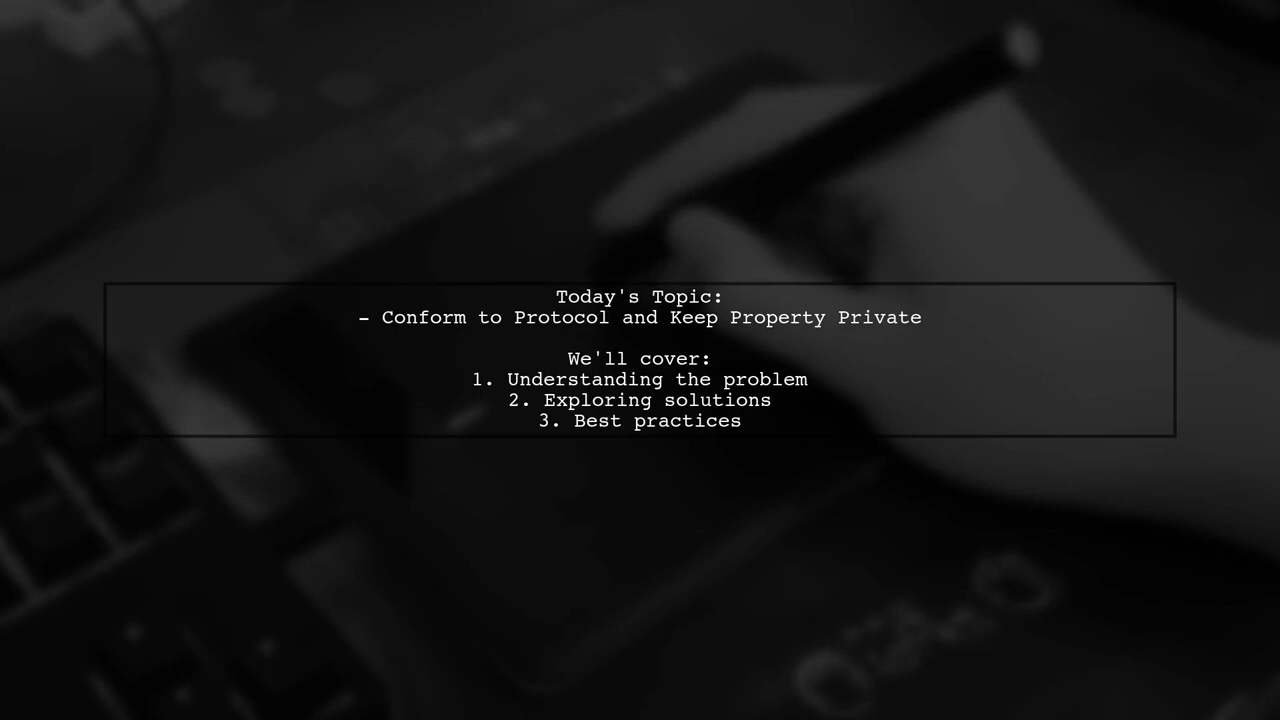 Today's Topic:
- Conform to Protocol and Keep Property Private
We'll cover:
1. Understanding the problem
2. Exploring solutions
3. Best practices